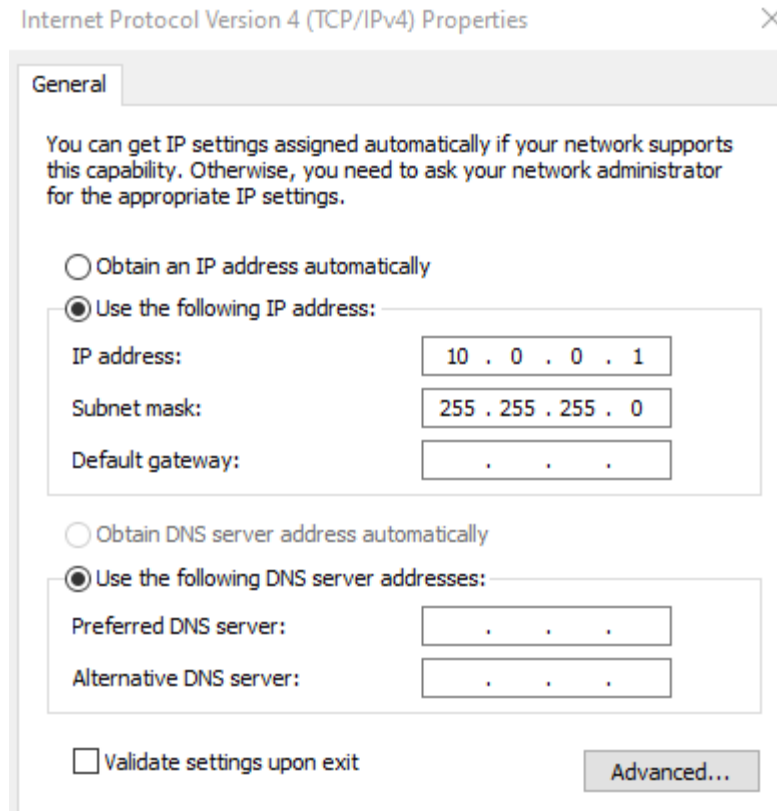 Internet Protocol Version 4 (TCP/IPv4) Properties
General
You can get IP settings assigned automatically if your network supports
this capability. Otherwise, you need to ask your network administrator
for the appropriate IP settings.
Obtain an IP address automatically
Use the following IP address:
IP address: 10 . 0 . 0 . 1
Subnet mask: 255 . 255 . 255 . 0
Default gateway: . . .
Obtain DNS server address automatically
Use the following DNS server addresses:
Preferred DNS server: . . .
Alternative DNS server: . . .
Validate settings upon exit
Advanced...